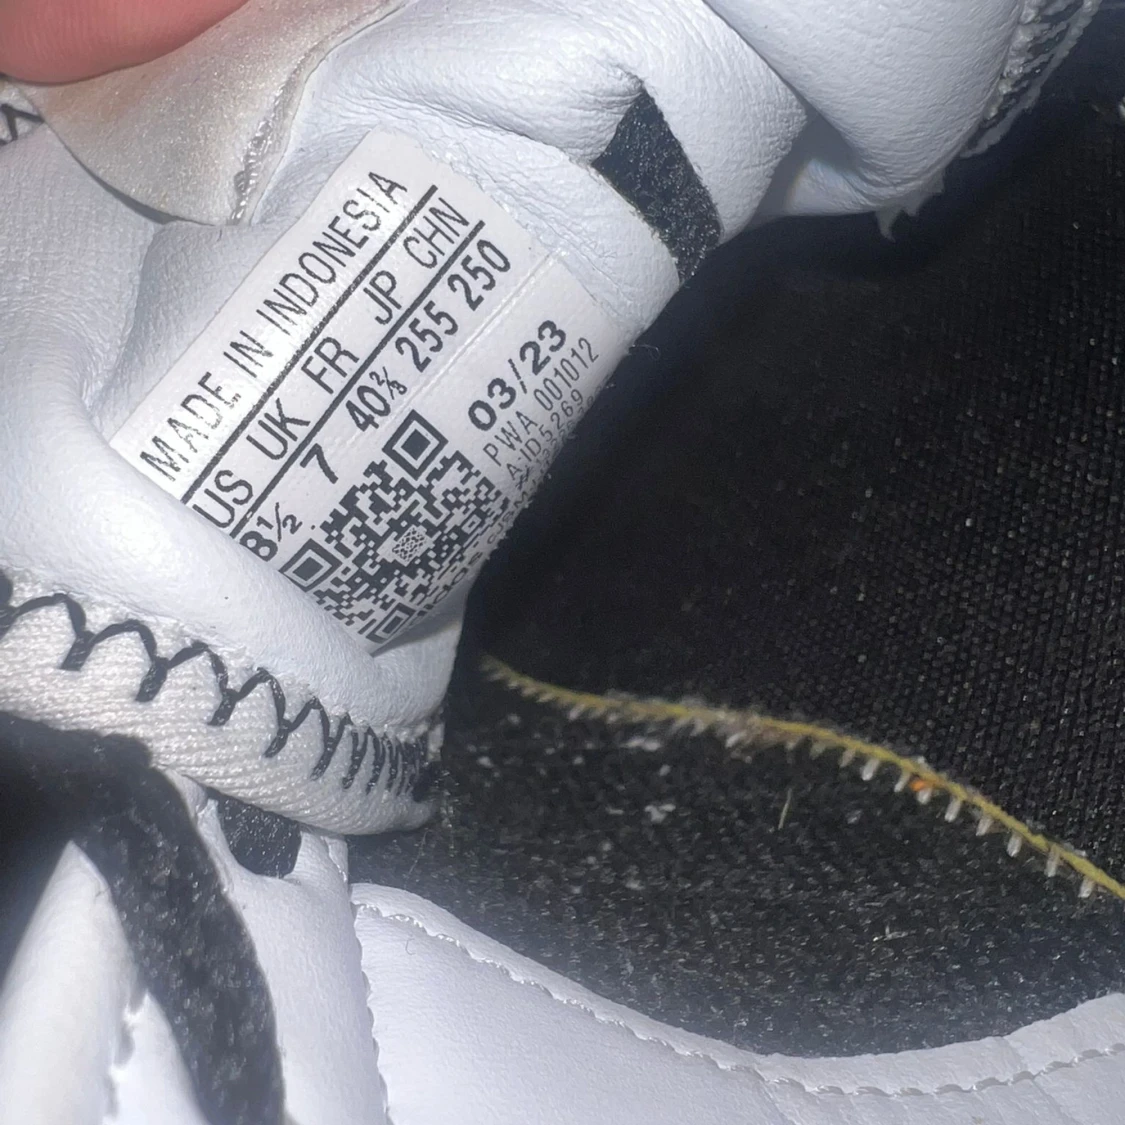 MADE IN INDONESIA
US UK FR JP CHN
8½ 7 40⅔ 255 250
03/23
PWA 001012
AID5269